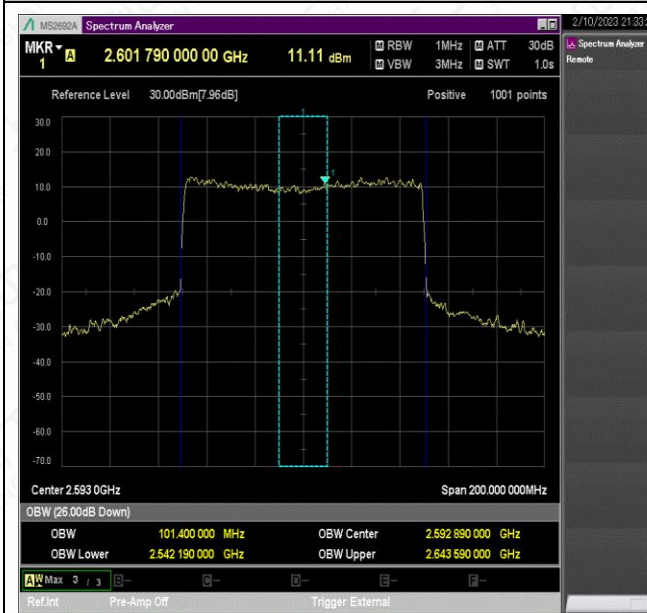 MS2692A Spectrum Analyzer
2/10/2023 21:33:
MKR 1 A 2.601 790 000 00 GHz 11.11 dBm
M RBW 1MHz M ATT 30dB
M VBW 3MHz M SWT 1.0s
Spectrum Analyzer
Remote
Reference Level 30.00dBm[7.96dB] Positive 1001 points
1
30.0
20.0
1
10.0
0.0
-10.0
-20.0
-30.0
-40.0
-50.0
-60.0
-70.0
Center 2.593 0GHz Span 200.000 000MHz
OBW (26.00dB Down)
OBW 101.400 000 MHz OBW Center 2.592 890 000 GHz
OBW Lower 2.542 190 000 GHz OBW Upper 2.643 590 000 GHz
A W Max 3 / 3 B- C- D- E- F-
Ref.Int Pre-Amp Off Trigger External